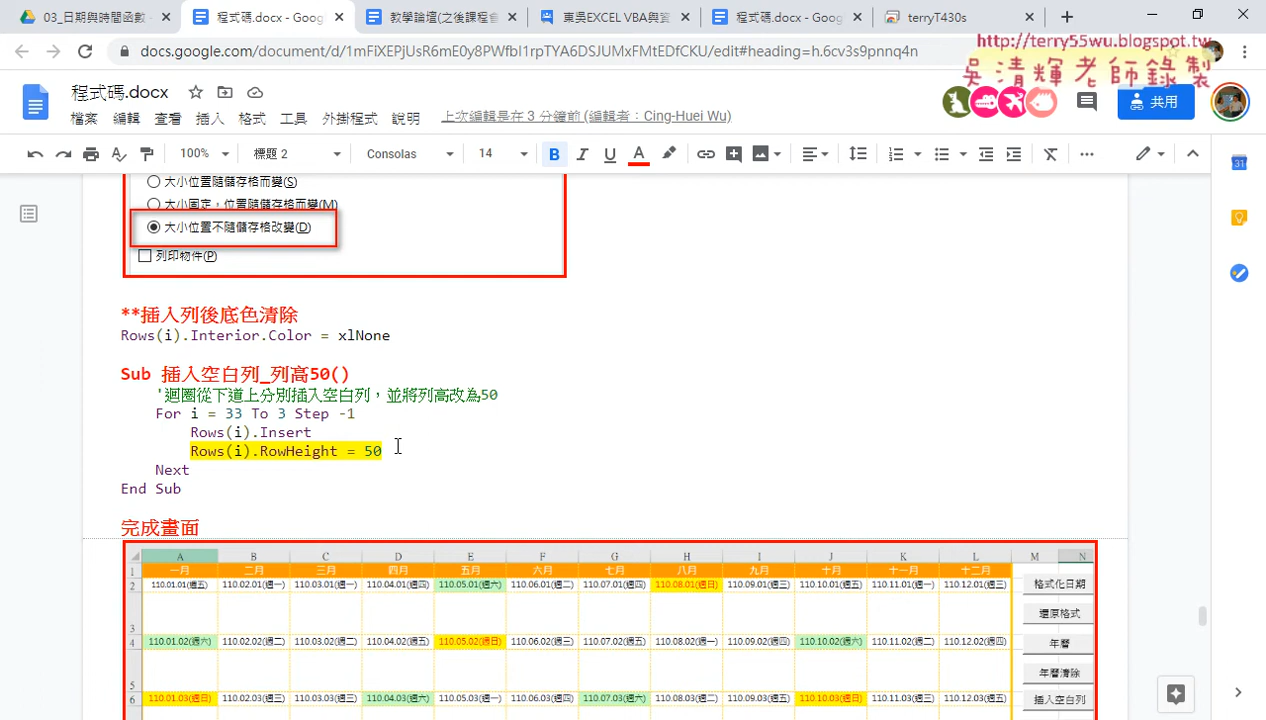 03_日期與時間函數
程式碼.docx - Goog
教學論壇(之後課程會
東吳EXCEL VBA與資
程式碼.docx - Goog
terryT430s
docs.google.com/document/d/1mFiXEPjUsR6mE0y8PWfbI1rpTYA6DSJUMxFMtEDfCKU/edit#heading=h.6cv3s9pnnq4n
http://terry55wu.blogspot.tw
吳清輝老師錄製
程式碼.docx
共用
檔案 編輯 查看 插入 格式 工具 外掛程式 說明 上次編輯是在 3 分鐘前 (編輯者：Cing-Huei Wu)
100% 標題 2 Consolas 14 B I U A
31
大小位置隨儲存格而變(S)
大小固定，位置隨儲存格而變(M)
大小位置不隨儲存格改變(D)
列印物件(P)
**插入列後底色清除
Rows(i).Interior.Color = xlNone
Sub 插入空白列_列高50()
'迴圈從下道上分別插入空白列，並將列高改為50
For i = 33 To 3 Step -1
Rows(i).Insert
Rows(i).RowHeight = 50
Next
End Sub
完成畫面
A B C D E F G H I J K L M N
1 一月 二月 三月 四月 五月 六月 七月 八月 九月 十月 十一月 十二月
2 110.01.01(週五) 110.02.01(週一) 110.03.01(週一) 110.04.01(週四) 110.05.01(週六) 110.06.01(週二) 110.07.01(週四) 110.08.01(週日) 110.09.01(週三) 110.10.01(週五) 110.11.01(週一) 110.12.01(週三) 格式化日期
3 還原格式
4 110.01.02(週六) 110.02.02(週二) 110.03.02(週二) 110.04.02(週五) 110.05.02(週日) 110.06.02(週三) 110.07.02(週五) 110.08.02(週一) 110.09.02(週四) 110.10.02(週六) 110.11.02(週二) 110.12.02(週四) 年曆
5 年曆清除
6 110.01.03(週日) 110.02.03(週三) 110.03.03(週三) 110.04.03(週六) 110.05.03(週一) 110.06.03(週四) 110.07.03(週六) 110.08.03(週二) 110.09.03(週五) 110.10.03(週日) 110.11.03(週三) 110.12.03(週五) 插入空白列